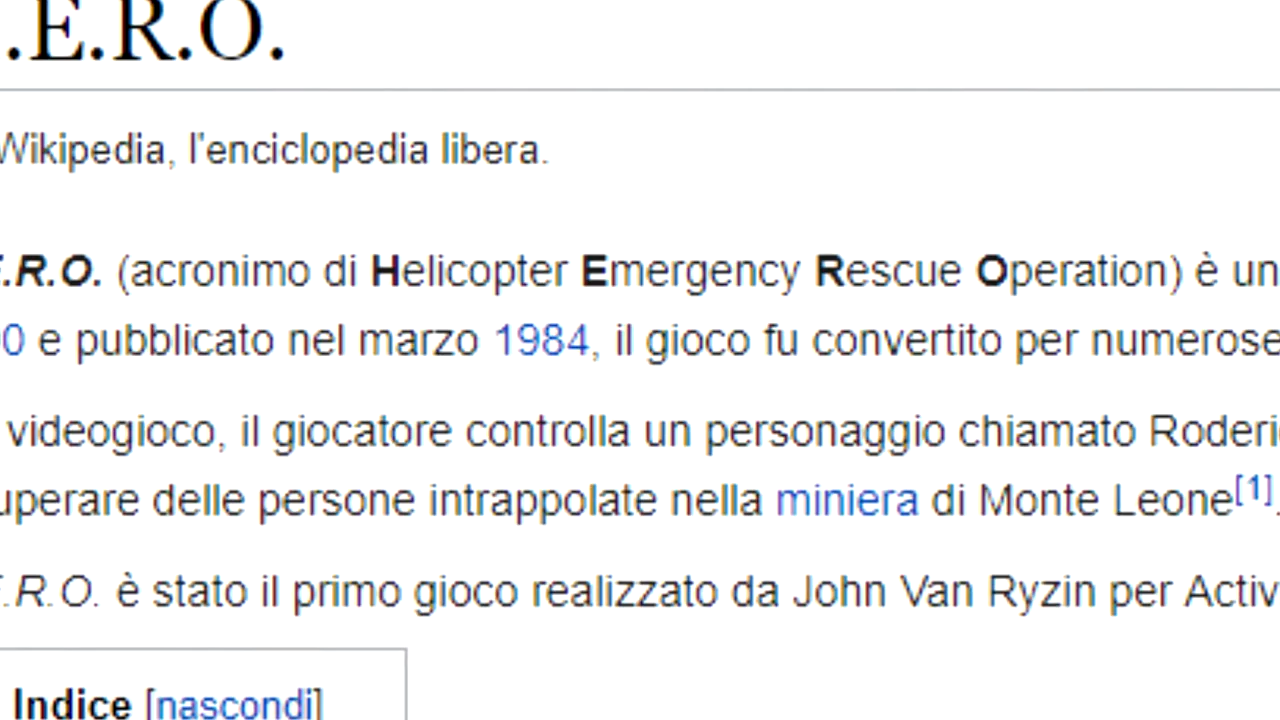 .E.R.O.
Wikipedia, l'enciclopedia libera.
.R.O. (acronimo di Helicopter Emergency Rescue Operation) è un
0 e pubblicato nel marzo 1984, il gioco fu convertito per numerose
videogioco, il giocatore controlla un personaggio chiamato Roderi
uperare delle persone intrappolate nella miniera di Monte Leone[1].
.R.O. è stato il primo gioco realizzato da John Van Ryzin per Activ
Indice [nascondi]